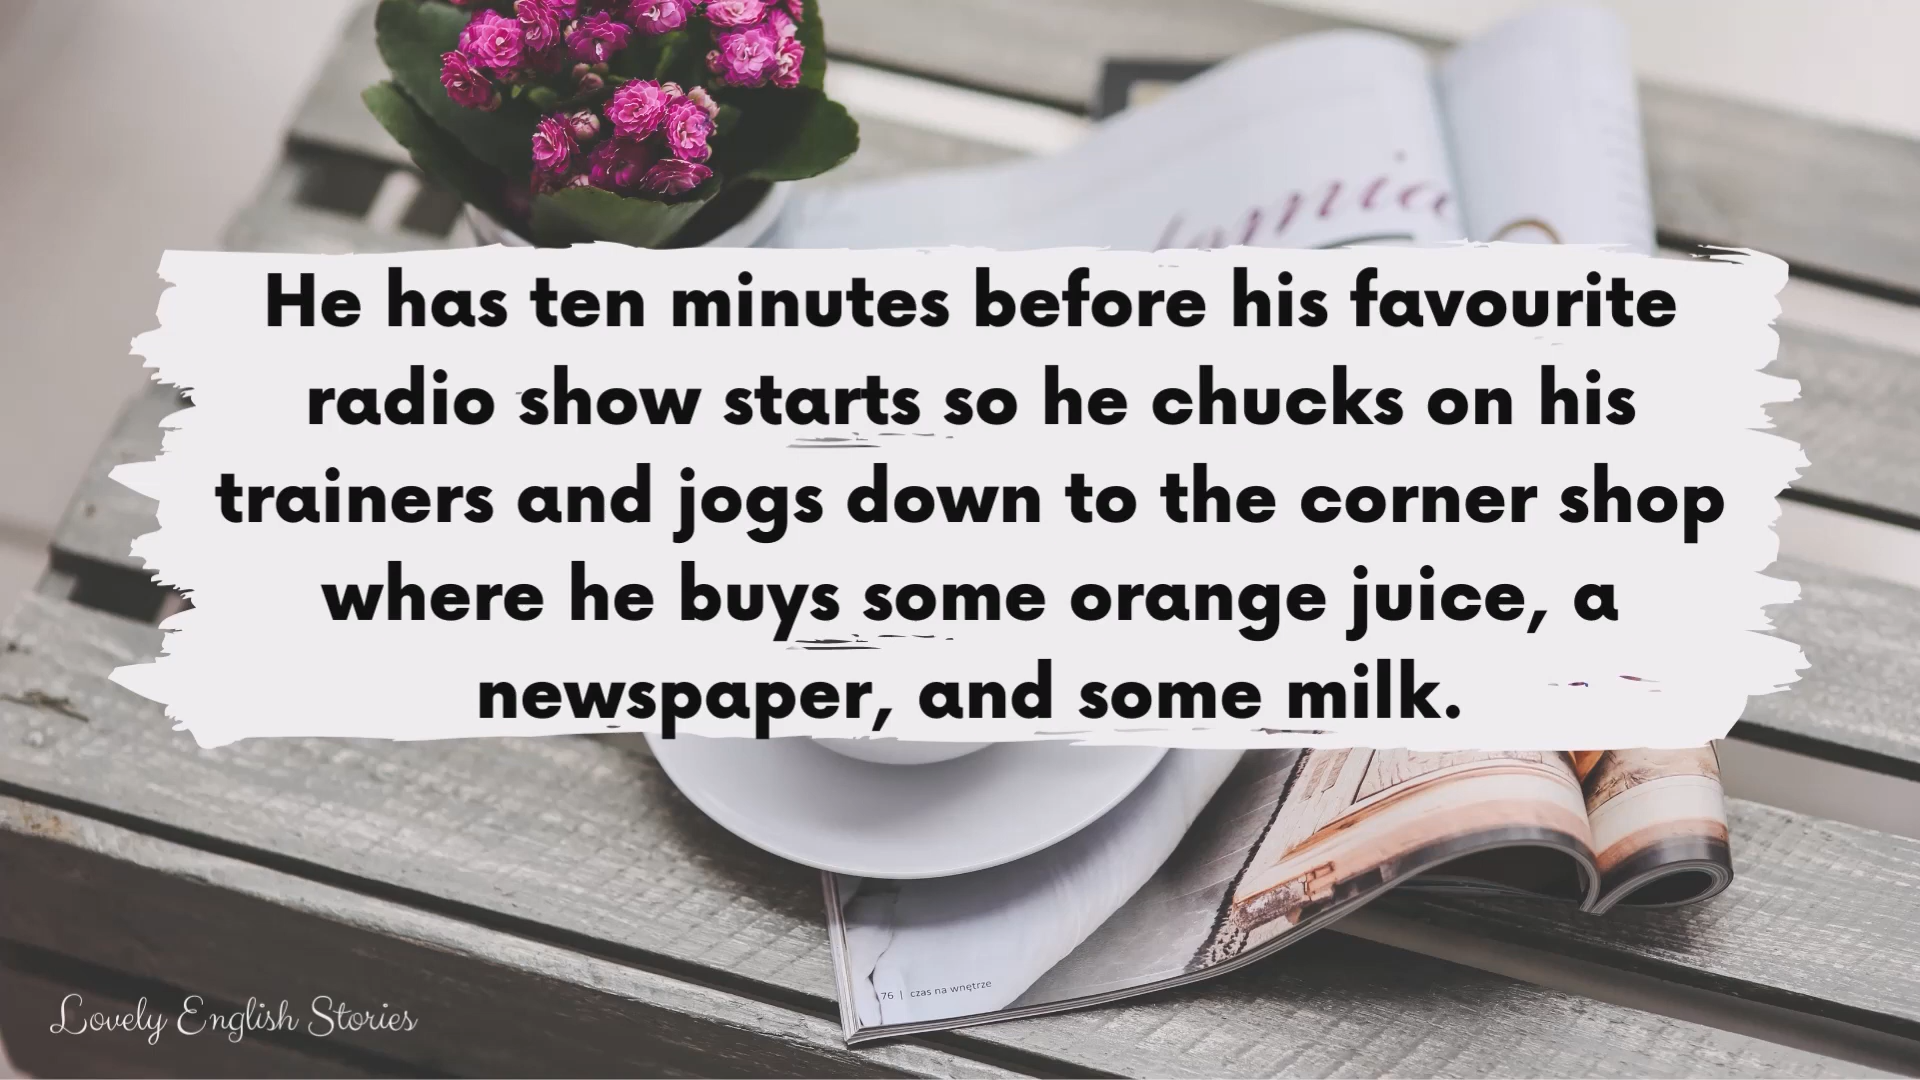 omia
He has ten minutes before his favourite
radio show starts so he chucks on his
trainers and jogs down to the corner shop
where he buys some orange juice, a
newspaper, and some milk.
76 | czas na wnętrze
Lovely English Stories